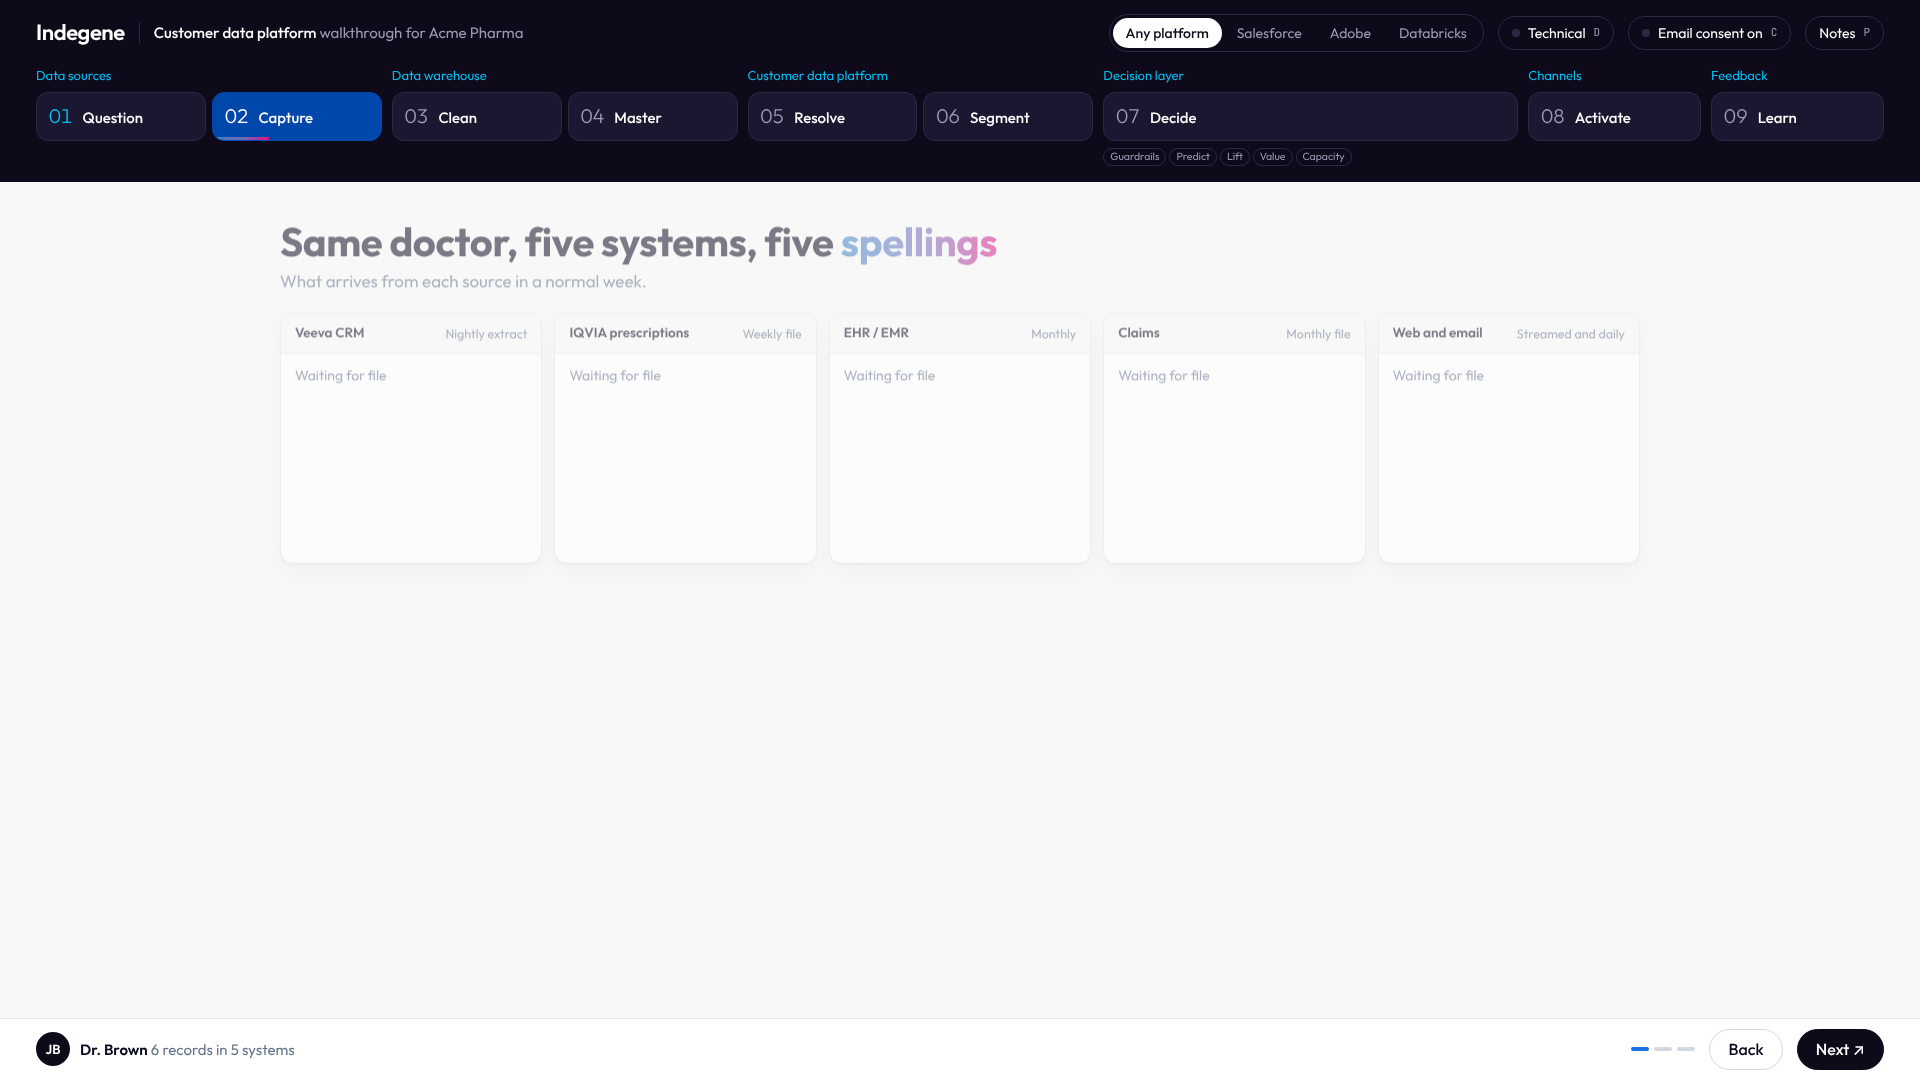 Indegene
Customer data platform walkthrough for Acme Pharma
Any platform Salesforce Adobe Databricks
Technical D
Email consent on C
Notes P
Data sources
Data warehouse
Customer data platform
Decision layer
Channels
Feedback
01 Question
02 Capture
03 Clean
04 Master
05 Resolve
06 Segment
07 Decide
08 Activate
09 Learn
Guardrails Predict Lift Value Capacity
Same doctor, five systems, five spellings
What arrives from each source in a normal week.
Veeva CRM Nightly extract
Waiting for file
IQVIA prescriptions Weekly file
Waiting for file
EHR / EMR Monthly
Waiting for file
Claims Monthly file
Waiting for file
Web and email Streamed and daily
Waiting for file
JB Dr. Brown 6 records in 5 systems
Back
Next ↗